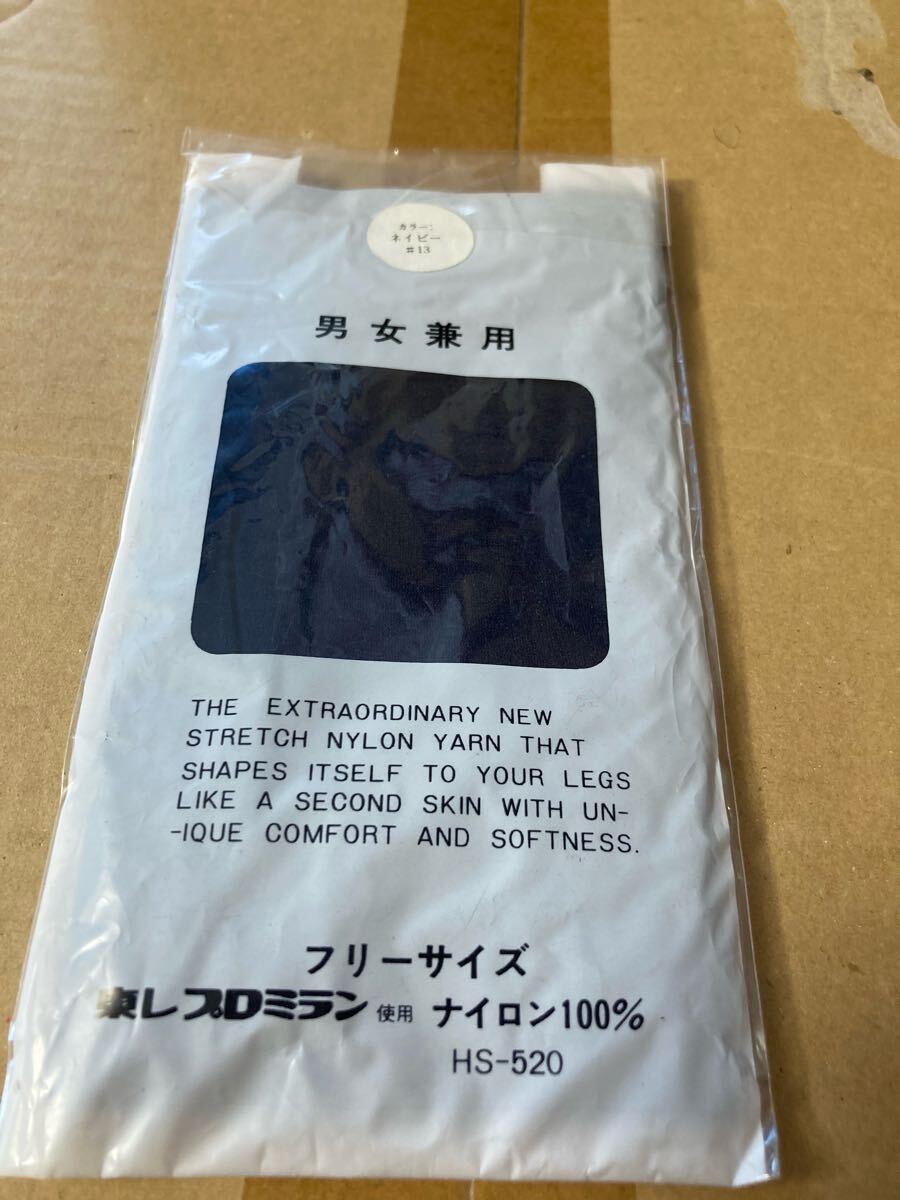 カラー:
ネイビー
#13
男女兼用
THE EXTRAORDINARY NEW
STRETCH NYLON YARN THAT
SHAPES ITSELF TO YOUR LEGS
LIKE A SECOND SKIN WITH UN-
-IQUE COMFORT AND SOFTNESS.
フリーサイズ
東レプロミラン使用 ナイロン100%
HS-520